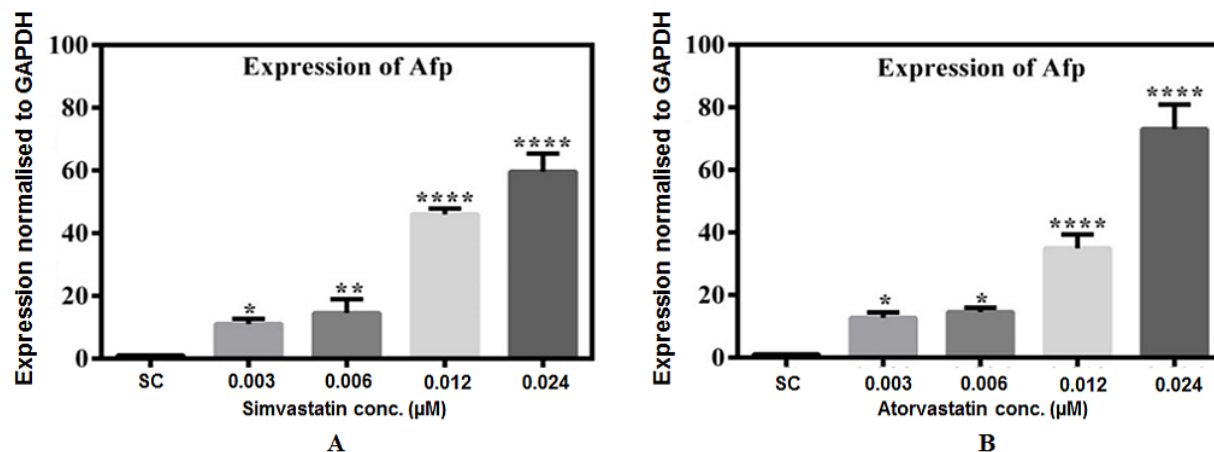 Expression normalised to GAPDH
100
80
60
40
20
0
Expression of Afp
*
**
****
****
SC 0.003 0.006 0.012 0.024
Simvastatin conc. (µM)
A
Expression normalised to GAPDH
100
80
60
40
20
0
Expression of Afp
*
*
****
****
SC 0.003 0.006 0.012 0.024
Atorvastatin conc. (µM)
B